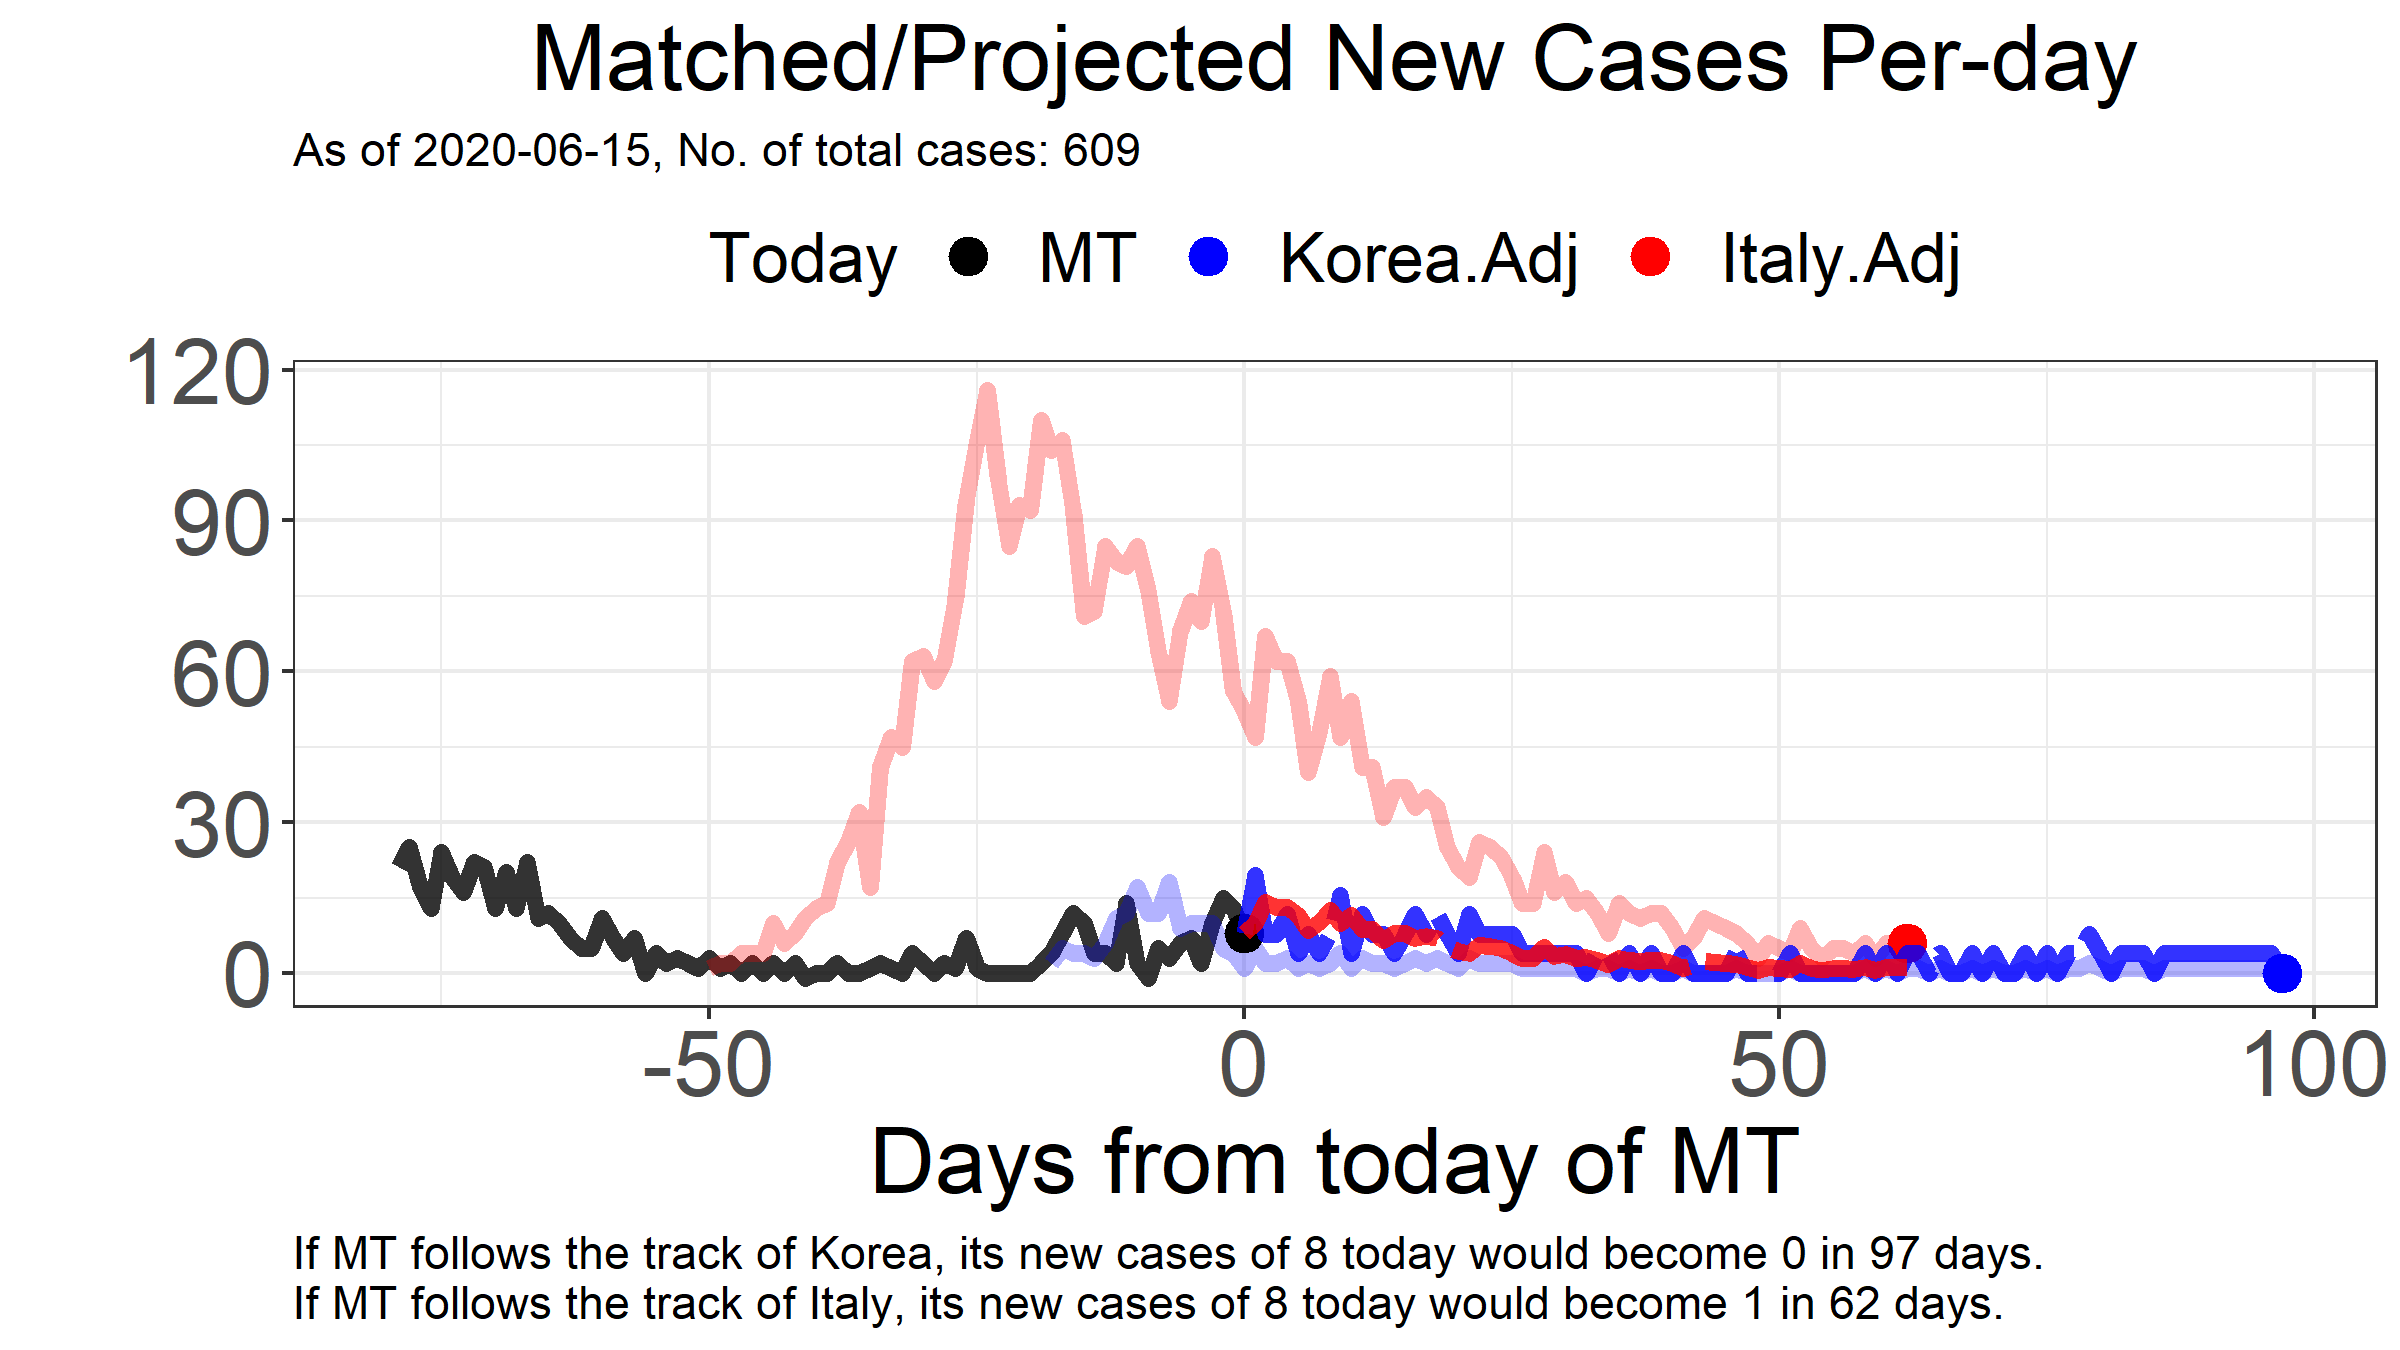 Matched/Projected New Cases Per-day
As of 2020-06-15, No. of total cases: 609
Today MT Korea.Adj Italy.Adj
120
90
60
30
0
-50 0 50 100
Days from today of MT
If MT follows the track of Korea, its new cases of 8 today would become 0 in 97 days.
If MT follows the track of Italy, its new cases of 8 today would become 1 in 62 days.